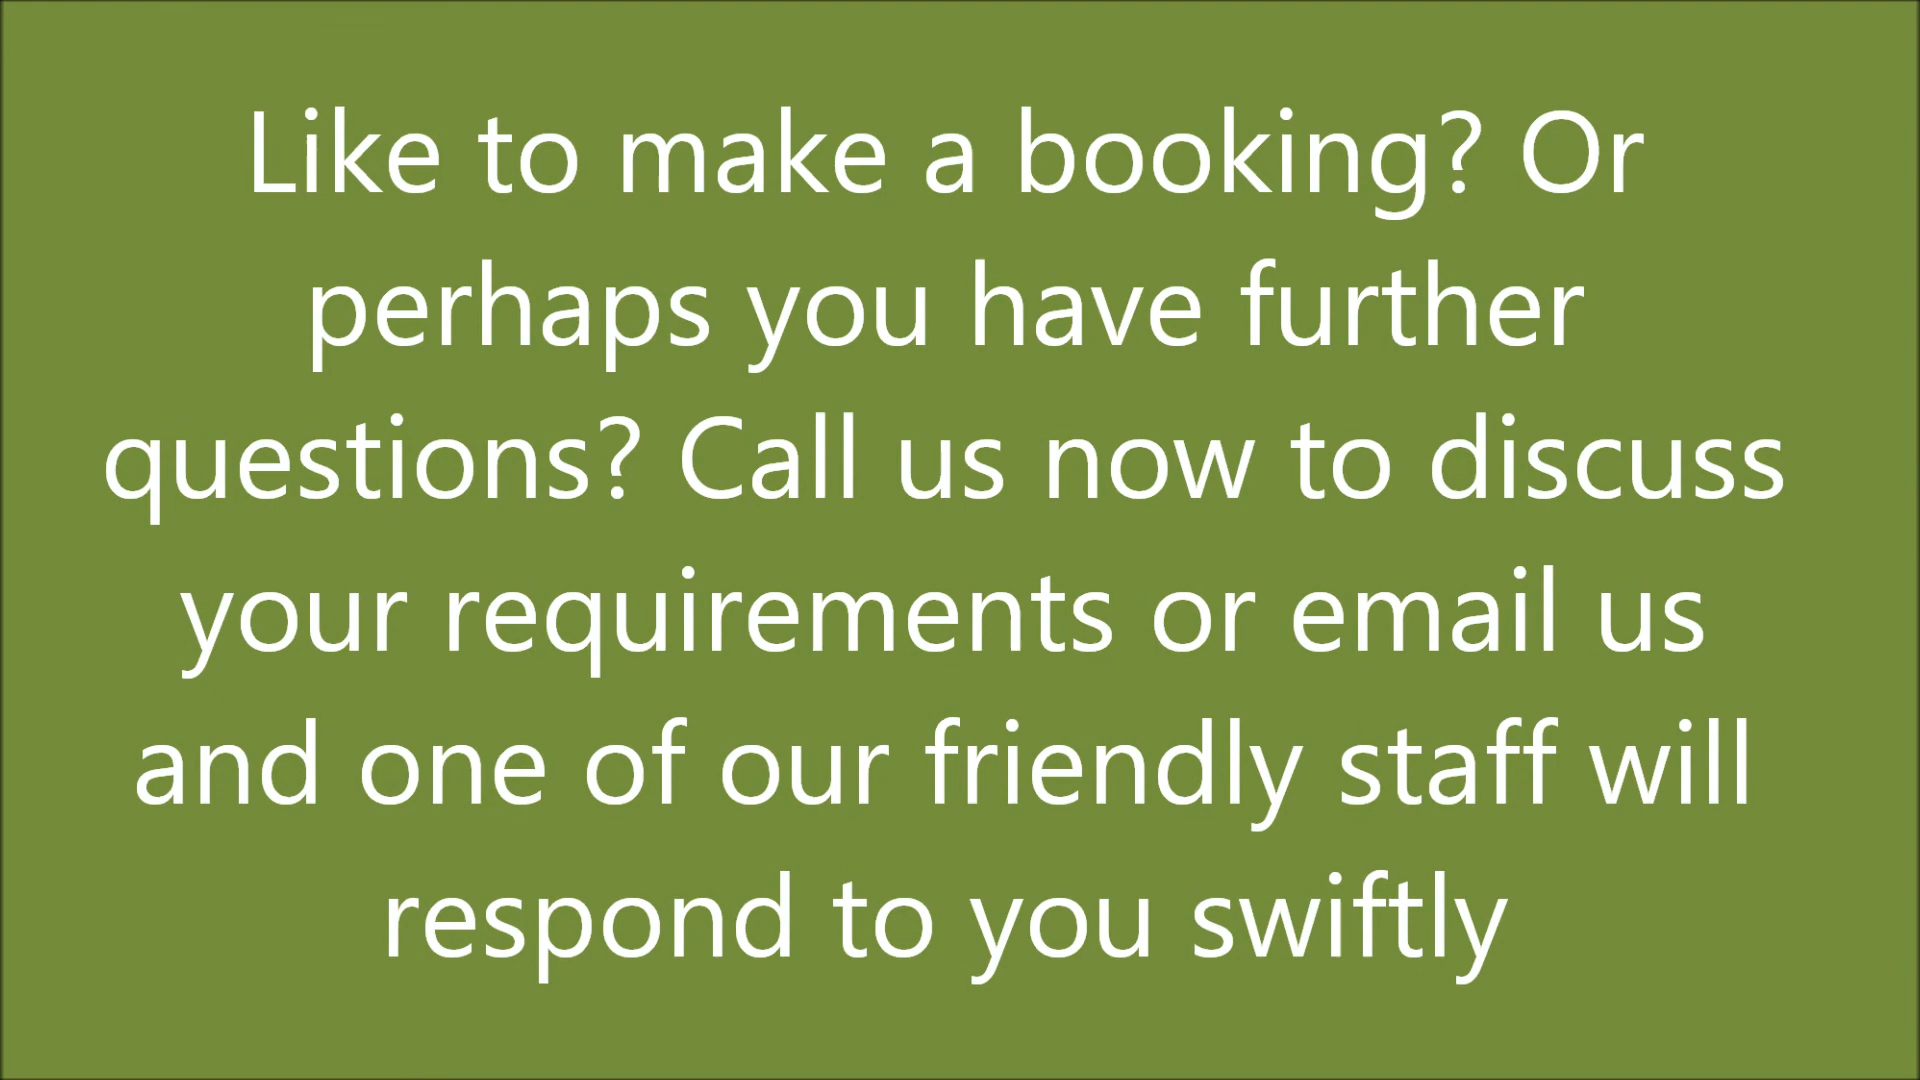 Like to make a booking? Or
perhaps you have further
questions? Call us now to discuss
your requirements or email us
and one of our friendly staff will
respond to you swiftly